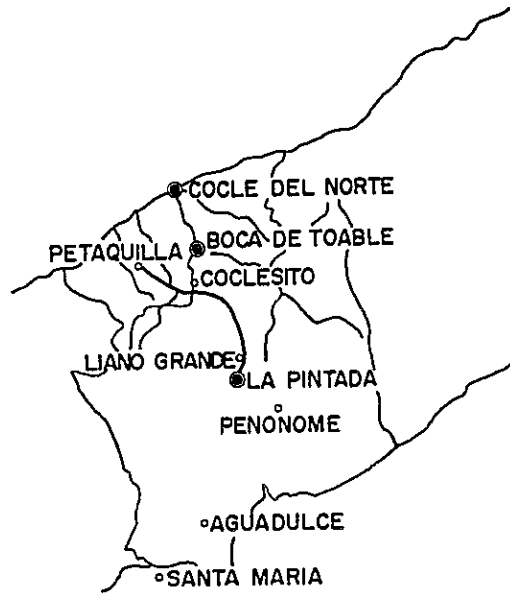 COCLE DEL NORTE
BOCA DE TOABLE
PETAQUILLA
COCLESITO
LIANO GRANDE
LA PINTADA
PENONOME
AGUADULCE
SANTA MARIA